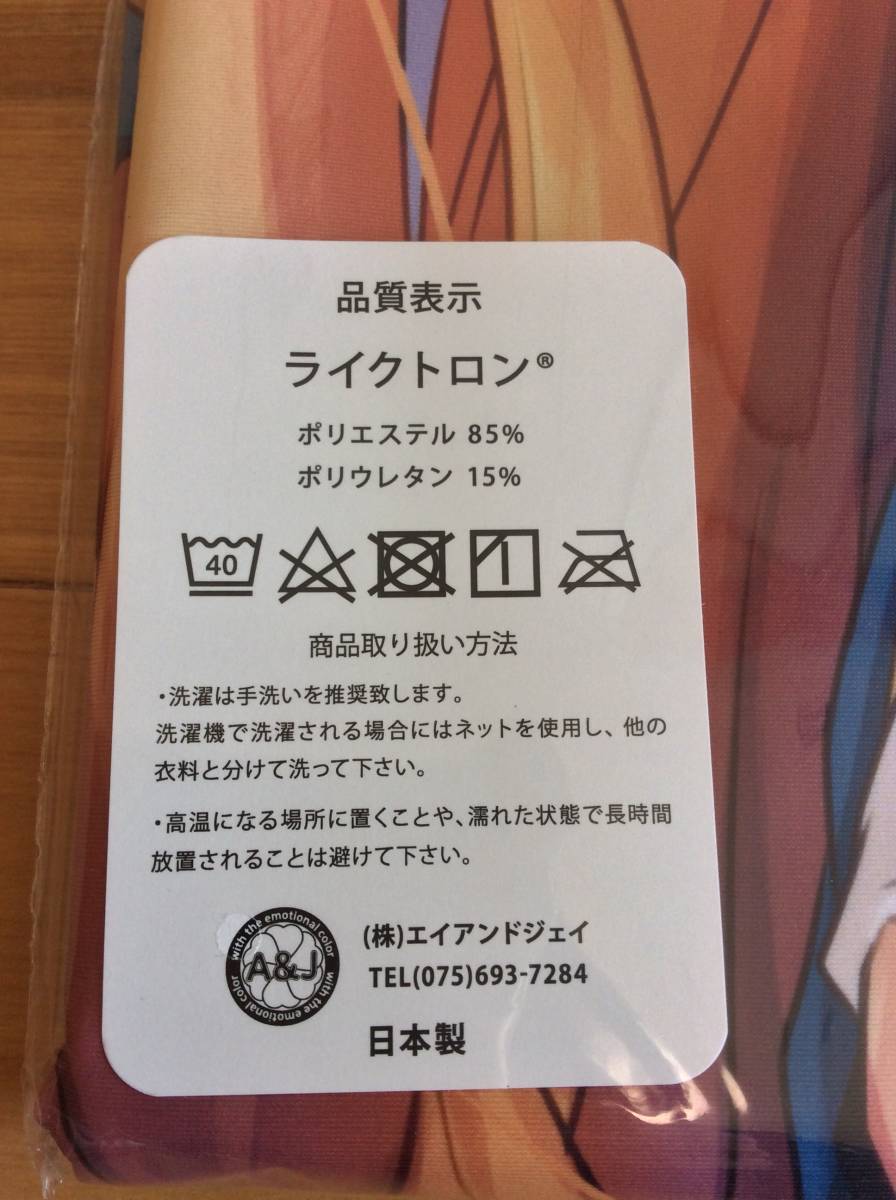 品質表示
ライクトロン®
ポリエステル 85%
ポリウレタン 15%
40
商品取り扱い方法
・洗濯は手洗いを推奨致します。
洗濯機で洗濯される場合にはネットを使用し、他の
衣料と分けて洗って下さい。
・高温になる場所に置くことや、濡れた状態で長時間
放置されることは避けて下さい。
with the emotional color
A&J
with the emotional color
(株)エイアンドジェイ
TEL(075)693-7284
日本製